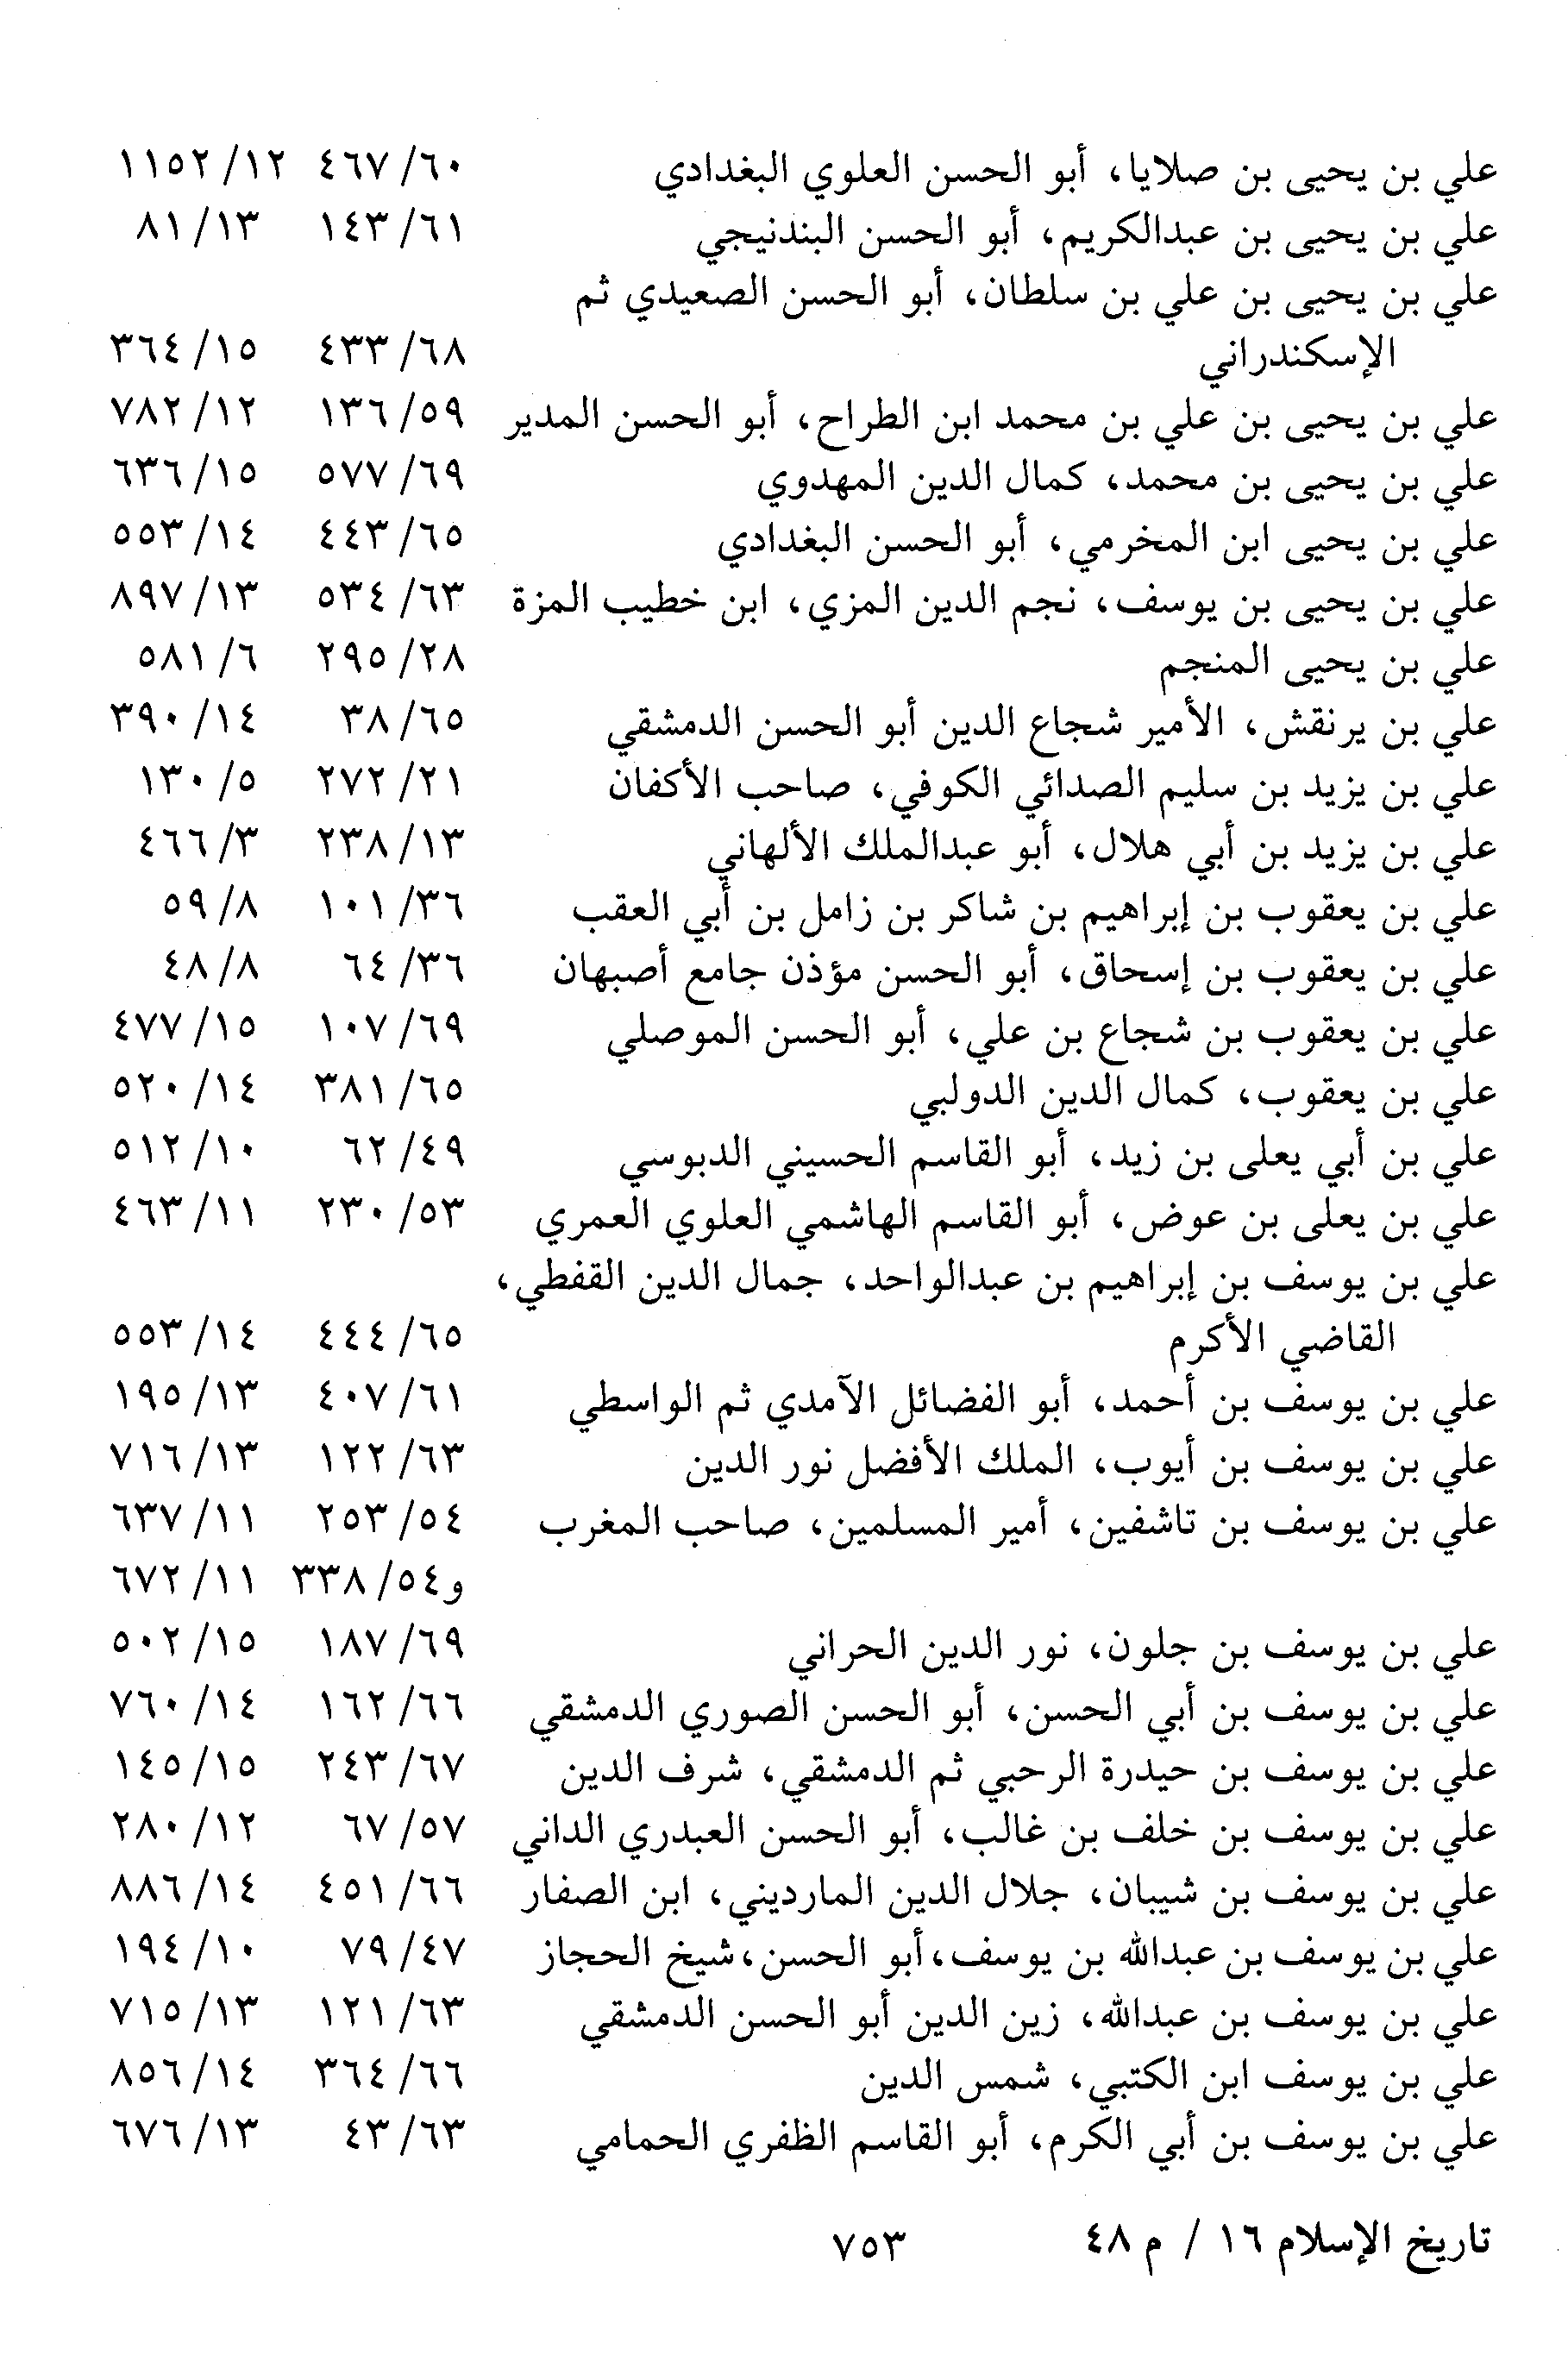 علي بن يحيى بن صلايا، أبو الحسن العلوي البغدادي ٦٠/ ٤٦٧ ١٢/ ١١٥٢
علي بن يحيى بن عبدالكريم، أبو الحسن البندنيجي ٦١/ ١٤٣ ١٣/ ٨١
علي بن يحيى بن علي بن سلطان، أبو الحسن الصعيدي ثم
الإسكندراني ٦٨/ ٤٣٣ ١٥/ ٣٦٤
علي بن يحيى بن علي بن محمد ابن الطراح، أبو الحسن المدير ٥٩/ ١٣٦ ١٢/ ٧٨٢
علي بن يحيى بن محمد، كمال الدين المهدوي ٦٩/ ٥٧٧ ١٥/ ٦٣٦
علي بن يحيى ابن المخرمي، أبو الحسن البغدادي ٦٥/ ٤٤٣ ١٤/ ٥٥٣
علي بن يحيى بن يوسف، نجم الدين المزي، ابن خطيب المزة ٦٣/ ٥٣٤ ١٣/ ٨٩٧
علي بن يحيى المنجم ٢٨/ ٢٩٥ ٦/ ٥٨١
علي بن يرنقش، الأمير شجاع الدين أبو الحسن الدمشقي ٦٥/ ٣٨ ١٤/ ٣٩٠
علي بن يزيد بن سليم الصدائي الكوفي، صاحب الأكفان ٢١/ ٢٧٢ ٥/ ١٣٠
علي بن يزيد بن أبي هلال، أبو عبدالملك الألهاني ١٣/ ٢٣٨ ٣/ ٤٦٦
علي بن يعقوب بن إبراهيم بن شاكر بن زامل بن أبي العقب ٣٦/ ١٠١ ٨/ ٥٩
علي بن يعقوب بن إسحاق، أبو الحسن مؤذن جامع أصبهان ٣٦/ ٦٤ ٨/ ٤٨
علي بن يعقوب بن شجاع بن علي، أبو الحسن الموصلي ٦٩/ ١٠٧ ١٥/ ٤٧٧
علي بن يعقوب، كمال الدين الدولبي ٦٥/ ٣٨١ ١٤/ ٥٢٠
علي بن أبي يعلى بن زيد، أبو القاسم الحسيني الدبوسي ٤٩/ ٦٢ ١٠/ ٥١٢
علي بن يعلى بن عوض، أبو القاسم الهاشمي العلوي العمري ٥٣/ ٢٣٠ ١١/ ٤٦٣
علي بن يوسف بن إبراهيم بن عبدالواحد، جمال الدين القفطي،
القاضي الأكرم ٦٥/ ٤٤٤ ١٤/ ٥٥٣
علي بن يوسف بن أحمد، أبو الفضائل الآمدي ثم الواسطي ٦١/ ٤٠٧ ١٣/ ١٩٥
علي بن يوسف بن أيوب، الملك الأفضل نور الدين ٦٣/ ١٢٢ ١٣/ ٧١٦
علي بن يوسف بن تاشفين، أمير المسلمين، صاحب المغرب ٥٤/ ٢٥٣ ١١/ ٦٣٧
و٥٤/ ٣٣٨ ١١/ ٦٧٢
علي بن يوسف بن جلون، نور الدين الحراني ٦٩/ ١٨٧ ١٥/ ٥٠٢
علي بن يوسف بن أبي الحسن، أبو الحسن الصوري الدمشقي ٦٦/ ١٦٢ ١٤/ ٧٦٠
علي بن يوسف بن حيدرة الرحبي ثم الدمشقي، شرف الدين ٦٧/ ٢٤٣ ١٥/ ١٤٥
علي بن يوسف بن خلف بن غالب، أبو الحسن العبدري الداني ٥٧/ ٦٧ ١٢/ ٢٨٠
علي بن يوسف بن شيبان، جلال الدين المارديني، ابن الصفار ٦٦/ ٤٥١ ١٤/ ٨٨٦
علي بن يوسف بن عبدالله بن يوسف، أبو الحسن، شيخ الحجاز ٤٧/ ٧٩ ١٠/ ١٩٤
علي بن يوسف بن عبدالله، زين الدين أبو الحسن الدمشقي ٦٣/ ١٢١ ١٣/ ٧١٥
علي بن يوسف ابن الكتبي، شمس الدين ٦٦/ ٣٦٤ ١٤/ ٨٥٦
علي بن يوسف بن أبي الكرم، أبو القاسم الظفري الحمامي ٦٣/ ٤٣ ١٣/ ٦٧٦
تاريخ الإسلام ١٦ / م ٤٨ ٧٥٣